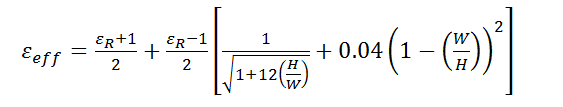 ε_eff = (ε_R+1)/2 + (ε_R−1)/2 [1/√(1+12(H/W)) + 0.04(1 − (W/H))²]